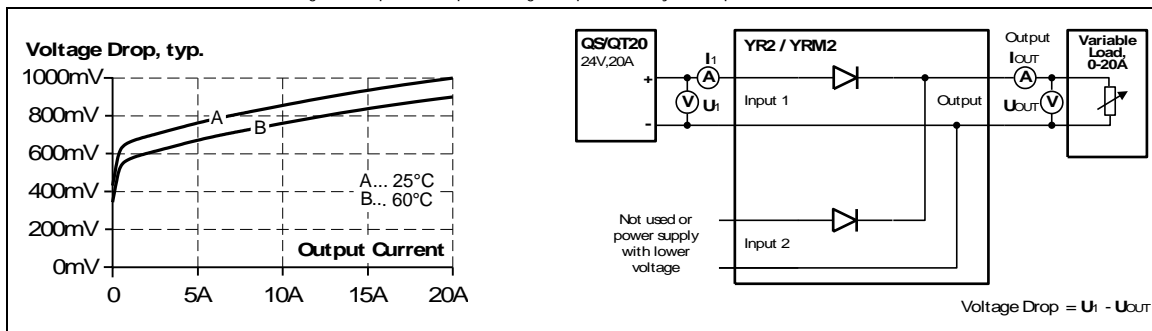 Voltage Drop, typ.
1000mV
800mV
600mV
400mV
200mV
0mV
A
B
A... 25°C
B... 60°C
Output Current
0
5A
10A
15A
20A
QS/QT20
24V,20A
+
-
I1
A
V
U1
YR2 / YRM2
Input 1
Output
Input 2
Not used or
power supply
with lower
voltage
Output
IOUT
A
UOUT
V
Variable
Load,
0-20A
Voltage Drop = U1 - UOUT